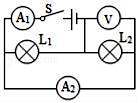 A₁ S V
L₁ L₂
A₂